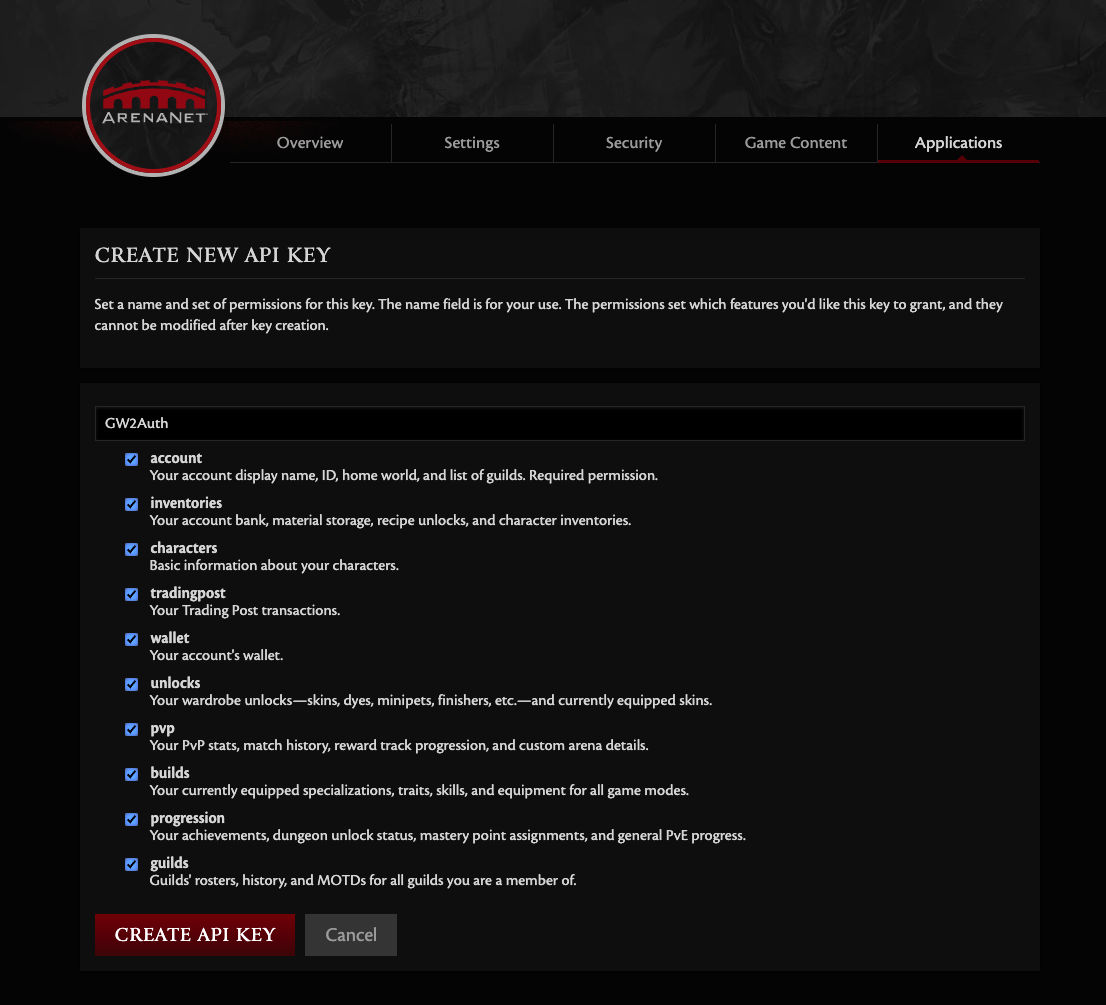 ARENANET
Overview
Settings
Security
Game Content
Applications
CREATE NEW API KEY
Set a name and set of permissions for this key. The name field is for your use. The permissions set which features you'd like this key to grant, and they
cannot be modified after key creation.
GW2Auth
account
Your account display name, ID, home world, and list of guilds. Required permission.
inventories
Your account bank, material storage, recipe unlocks, and character inventories.
characters
Basic information about your characters.
tradingpost
Your Trading Post transactions.
wallet
Your account's wallet.
unlocks
Your wardrobe unlocks—skins, dyes, minipets, finishers, etc.—and currently equipped skins.
pvp
Your PvP stats, match history, reward track progression, and custom arena details.
builds
Your currently equipped specializations, traits, skills, and equipment for all game modes.
progression
Your achievements, dungeon unlock status, mastery point assignments, and general PvE progress.
guilds
Guilds' rosters, history, and MOTDs for all guilds you are a member of.
CREATE API KEY
Cancel